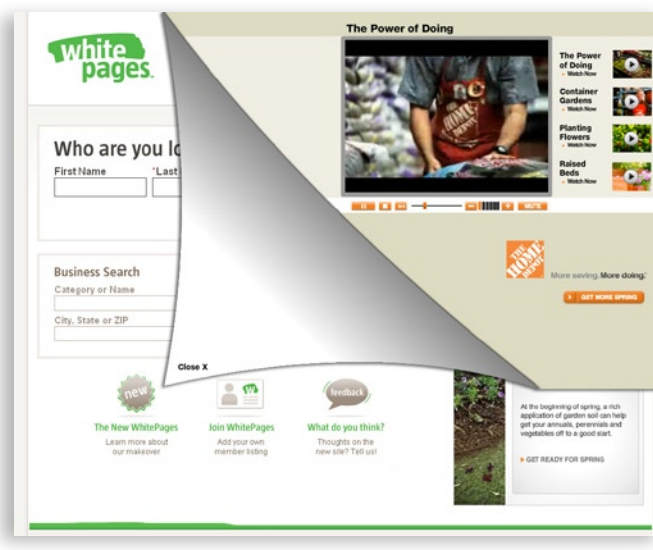 white
pages.
The Power of Doing
The Power
of Doing
Watch Now
Container
Gardens
Watch Now
Planting
Flowers
Watch Now
Raised
Beds
Watch Now
THE
HOME
DEPOT
MUTE
Who are you lo
First Name
*Last
Business Search
Category or Name
City, State or ZIP
THE
HOME
DEPOT
More saving. More doing.
GET MORE SPRING
Close X
new
The New WhitePages
Learn more about
our makeover
w
Join WhitePages
Add your own
member listing
feedback
What do you think?
Thoughts on the
new site? Tell us!
At the beginning of spring, a rich
application of garden soil can help
get your annuals, perennials and
vegetables off to a good start.
GET READY FOR SPRING